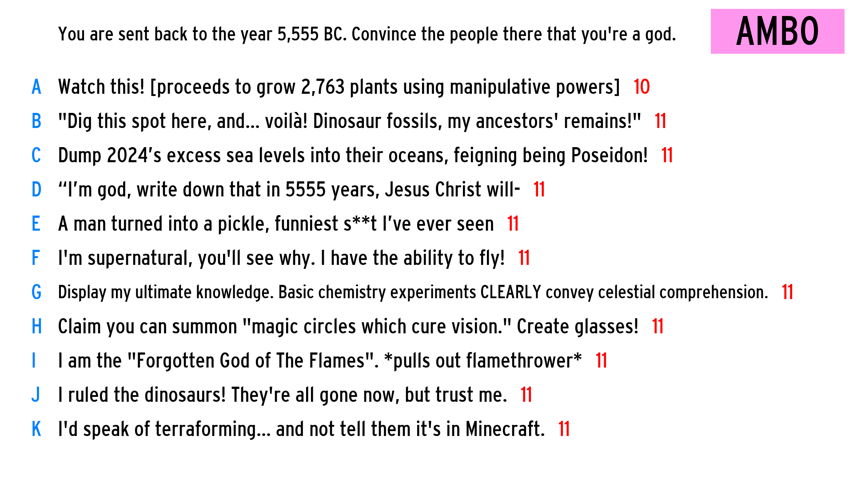 You are sent back to the year 5,555 BC. Convince the people there that you're a god.
AMBO
A Watch this! [proceeds to grow 2,763 plants using manipulative powers] 10
B "Dig this spot here, and... voilà! Dinosaur fossils, my ancestors' remains!" 11
C Dump 2024’s excess sea levels into their oceans, feigning being Poseidon! 11
D “I’m god, write down that in 5555 years, Jesus Christ will- 11
E A man turned into a pickle, funniest s**t I’ve ever seen 11
F I'm supernatural, you'll see why. I have the ability to fly! 11
G Display my ultimate knowledge. Basic chemistry experiments CLEARLY convey celestial comprehension. 11
H Claim you can summon "magic circles which cure vision." Create glasses! 11
I I am the "Forgotten God of The Flames". *pulls out flamethrower* 11
J I ruled the dinosaurs! They're all gone now, but trust me. 11
K I'd speak of terraforming... and not tell them it's in Minecraft. 11